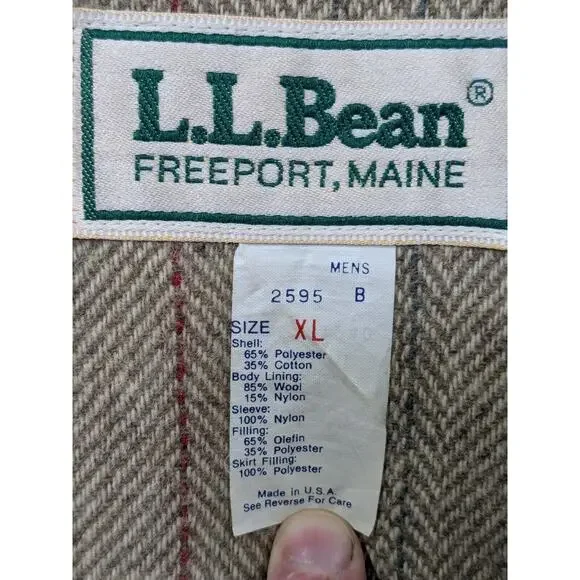 L.L.Bean®
FREEPORT, MAINE
MENS
2595 B
SIZE XL
Shell:
65% Polyester
35% Cotton
Body Lining:
85% Wool
15% Nylon
Sleeve:
100% Nylon
Filling:
65% Olefin
35% Polyester
Skirt Filling:
100% Polyester
Made in U.S.A.
See Reverse For Care